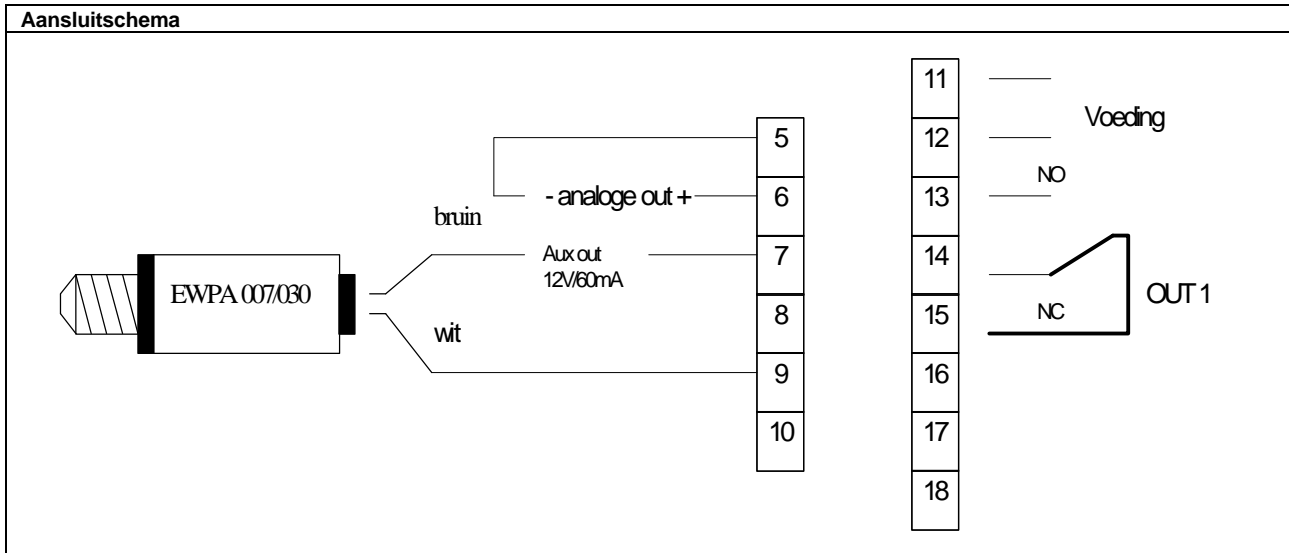 Aansluitschema
11
Voeding
5
12
NO
- analoge out +
6
13
bruin
Aux out
12V/60mA
7
14
EWPA 007/030
OUT 1
8
15
NC
wit
9
16
10
17
18